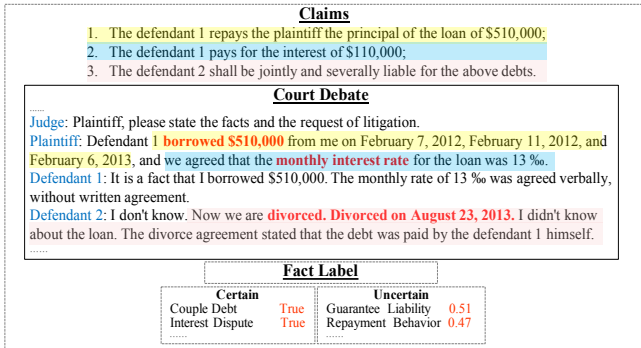 Claims
1. The defendant 1 repays the plaintiff the principal of the loan of $510,000;
2. The defendant 1 pays for the interest of $110,000;
3. The defendant 2 shall be jointly and severally liable for the above debts.
Court Debate
......
Judge: Plaintiff, please state the facts and the request of litigation.
Plaintiff: Defendant 1 borrowed $510,000 from me on February 7, 2012, February 11, 2012, and
February 6, 2013, and we agreed that the monthly interest rate for the loan was 13 ‰.
Defendant 1: It is a fact that I borrowed $510,000. The monthly rate of 13 ‰ was agreed verbally,
without written agreement.
Defendant 2: I don't know. Now we are divorced. Divorced on August 23, 2013. I didn't know
about the loan. The divorce agreement stated that the debt was paid by the defendant 1 himself.
......
Fact Label
Certain
Couple Debt True
Interest Dispute True
......
Uncertain
Guarantee Liability 0.51
Repayment Behavior 0.47
......